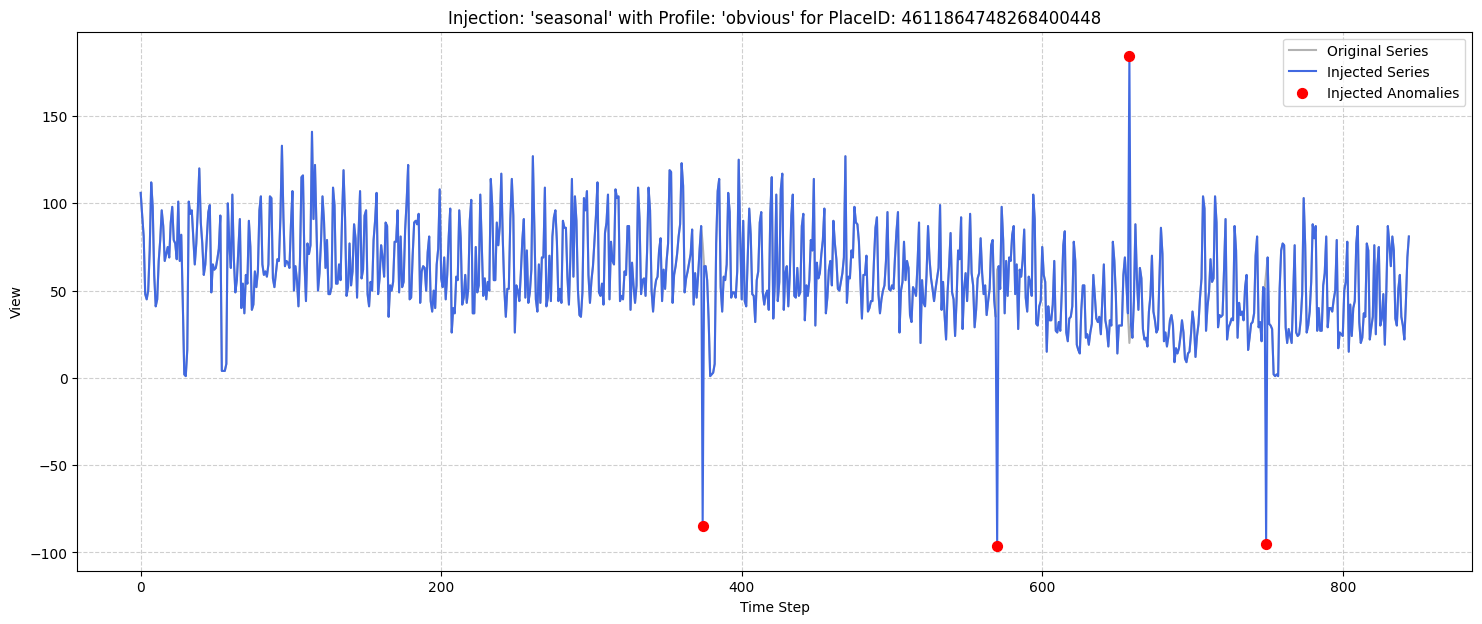 Injection: 'seasonal' with Profile: 'obvious' for PlaceID: 4611864748268400448
Original Series
Injected Series
Injected Anomalies
View
150
100
50
0
−50
−100
0
200
400
600
800
Time Step